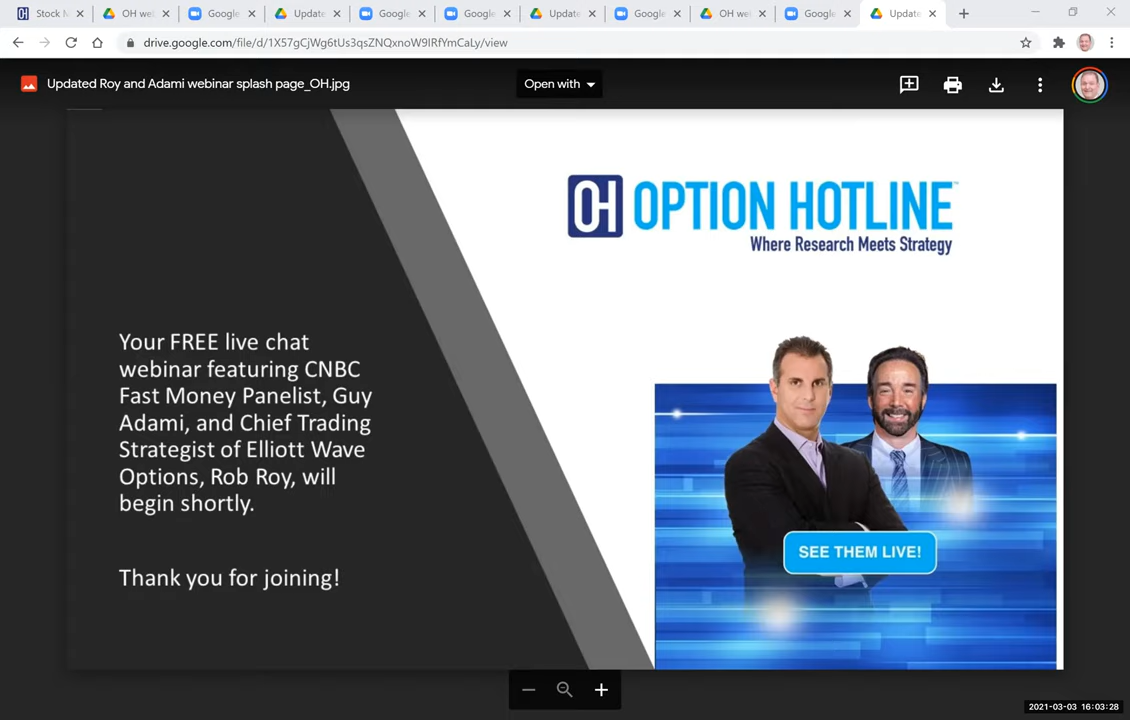 Stock N
OH we
Google
Update
Google
Google
Update
Google
OH we
Google
Update
drive.google.com/file/d/1X57gCjWg6tUs3qsZNQxnoW9IRfYmCaLy/view
Updated Roy and Adami webinar splash page_OH.jpg
Open with
OH OPTION HOTLINE™
Where Research Meets Strategy
Your FREE live chat
webinar featuring CNBC
Fast Money Panelist, Guy
Adami, and Chief Trading
Strategist of Elliott Wave
Options, Rob Roy, will
begin shortly.
Thank you for joining!
SEE THEM LIVE!
2021-03-03 16:03:28